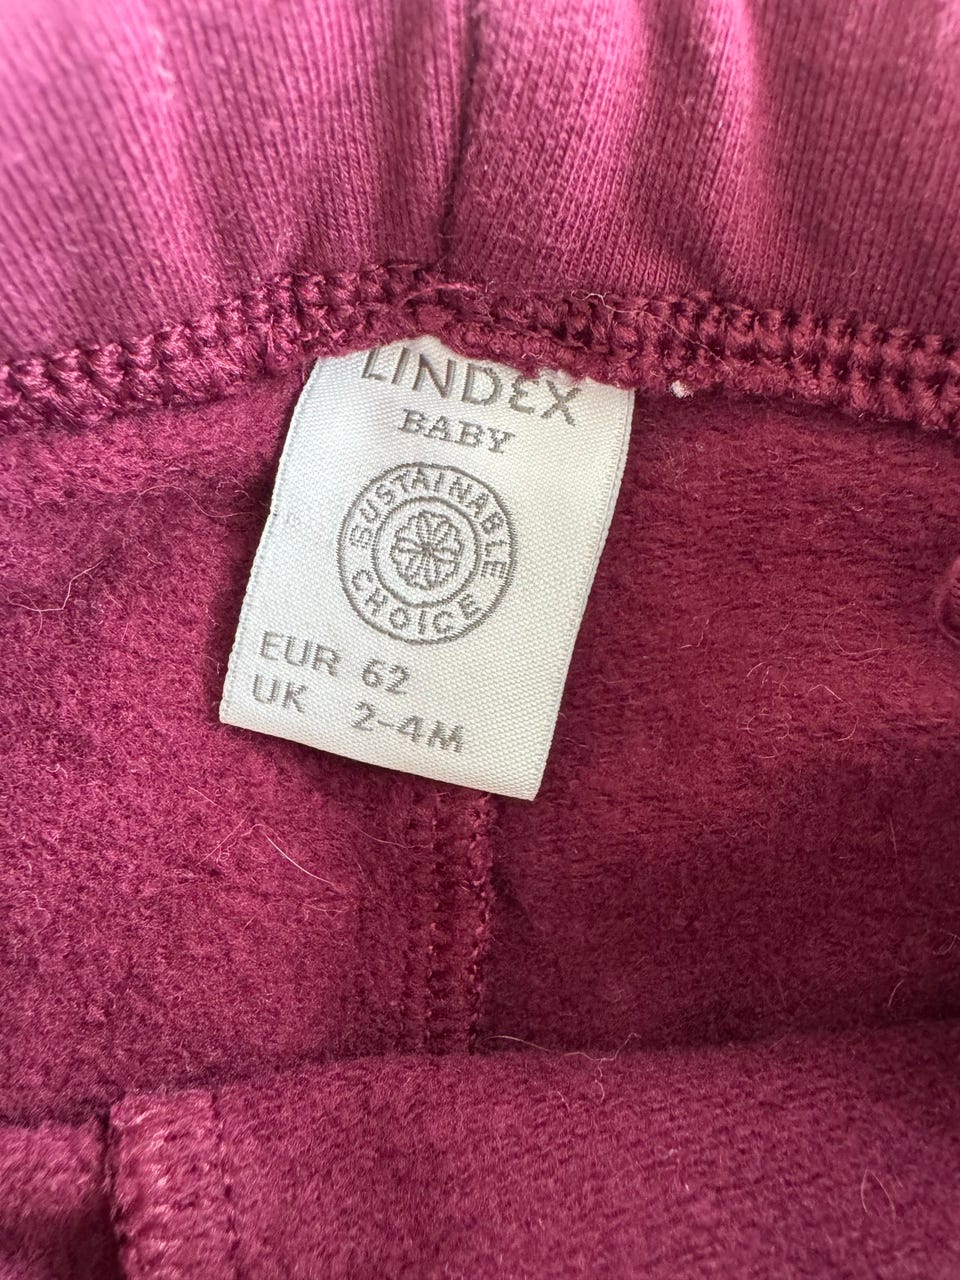 LINDEX
BABY
SUSTAINABLE
CHOICE
EUR 62
UK 2-4M